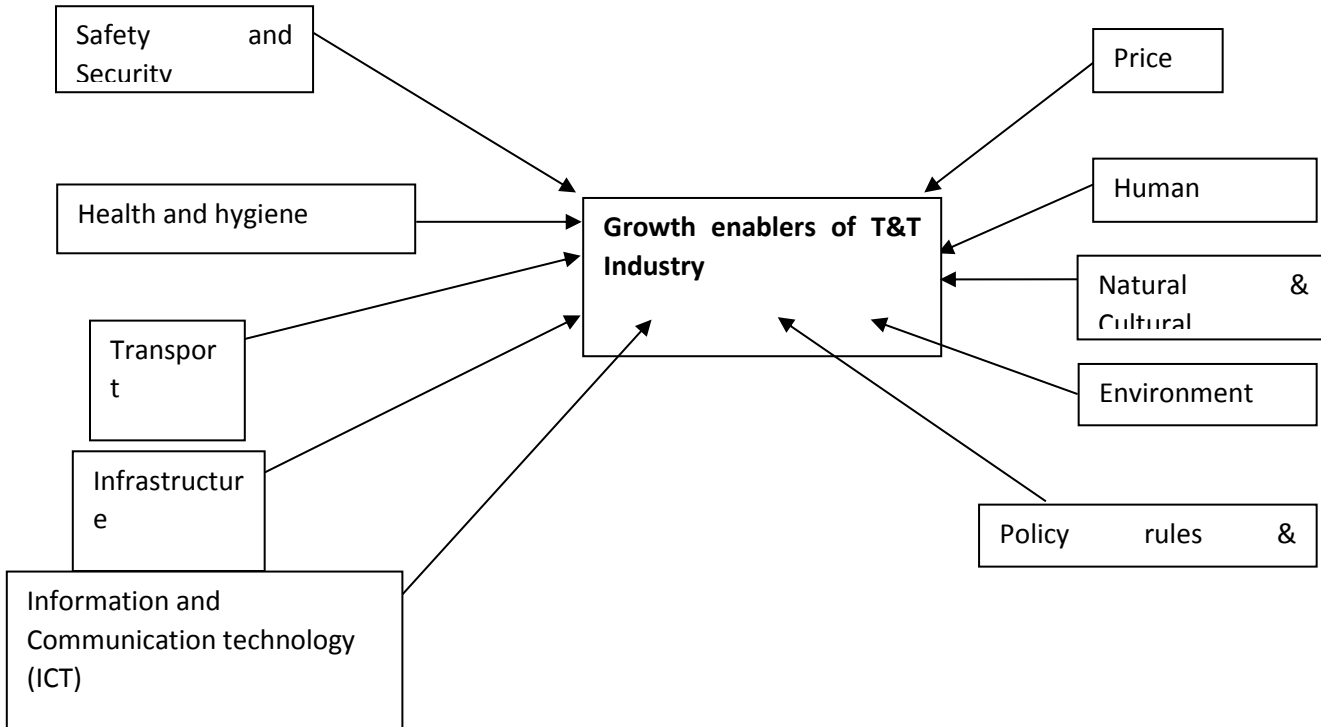 Safety and
Security
Price
Health and hygiene
Human
Growth enablers of T&T
Industry
Natural &
Cultural
Transpor
t
Environment
Infrastructur
e
Policy rules &
Information and
Communication technology
(ICT)